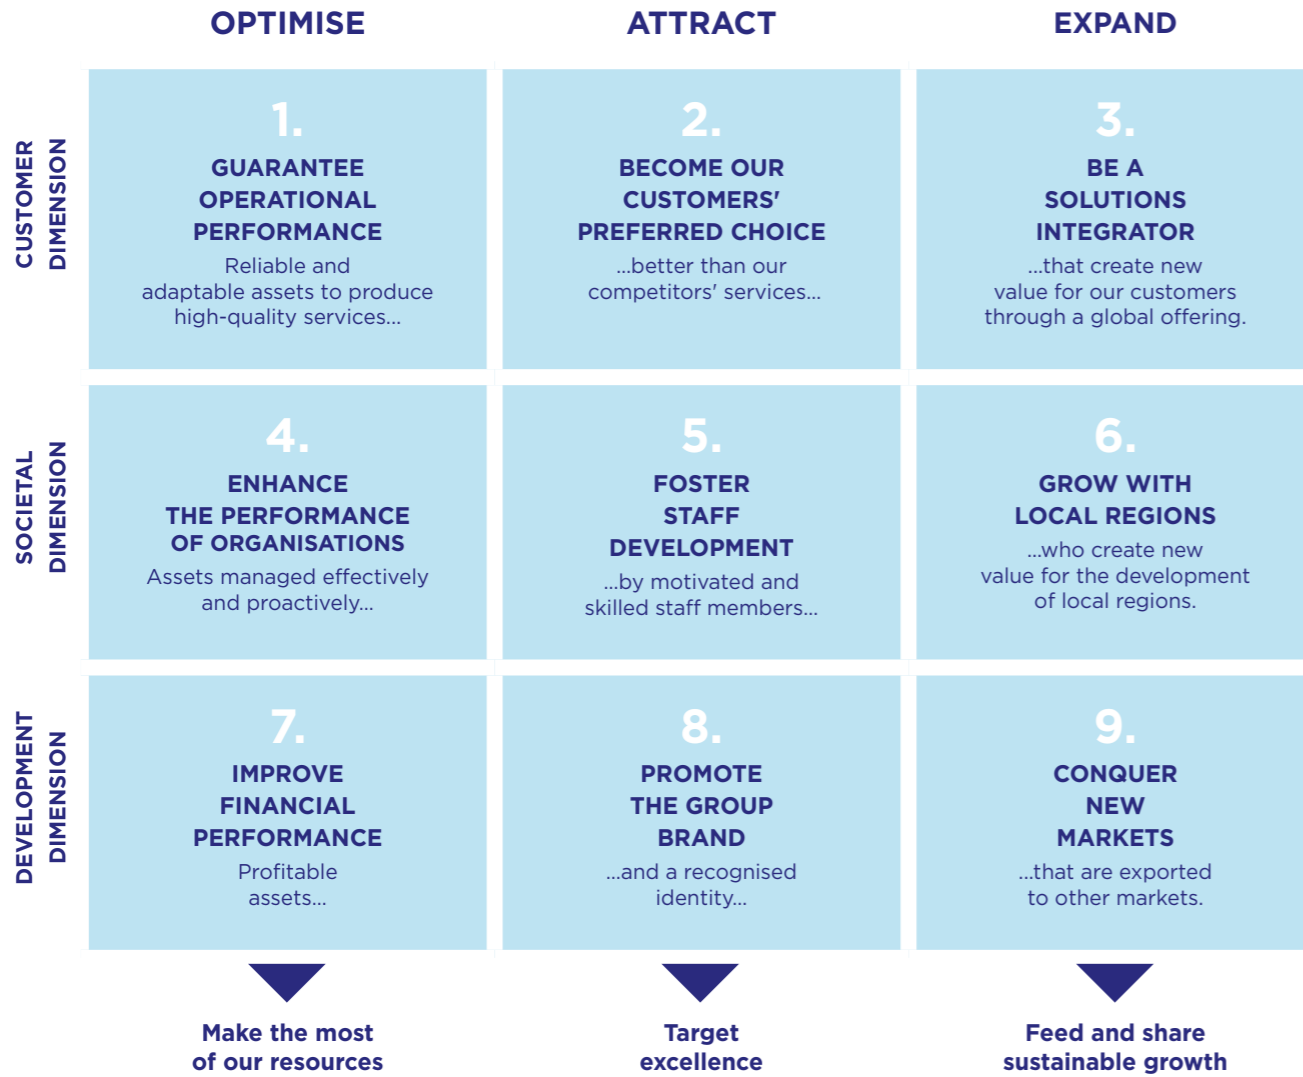 OPTIMISE
ATTRACT
EXPAND
CUSTOMER
DIMENSION
1.
GUARANTEE
OPERATIONAL
PERFORMANCE
Reliable and
adaptable assets to produce
high-quality services...
2.
BECOME OUR
CUSTOMERS'
PREFERRED CHOICE
...better than our
competitors' services...
3.
BE A
SOLUTIONS
INTEGRATOR
...that create new
value for our customers
through a global offering.
SOCIETAL
DIMENSION
4.
ENHANCE
THE PERFORMANCE
OF ORGANISATIONS
Assets managed effectively
and proactively...
5.
FOSTER
STAFF
DEVELOPMENT
...by motivated and
skilled staff members...
6.
GROW WITH
LOCAL REGIONS
...who create new
value for the development
of local regions.
DEVELOPMENT
DIMENSION
7.
IMPROVE
FINANCIAL
PERFORMANCE
Profitable
assets...
8.
PROMOTE
THE GROUP
BRAND
...and a recognised
identity...
9.
CONQUER
NEW
MARKETS
...that are exported
to other markets.
Make the most
of our resources
Target
excellence
Feed and share
sustainable growth